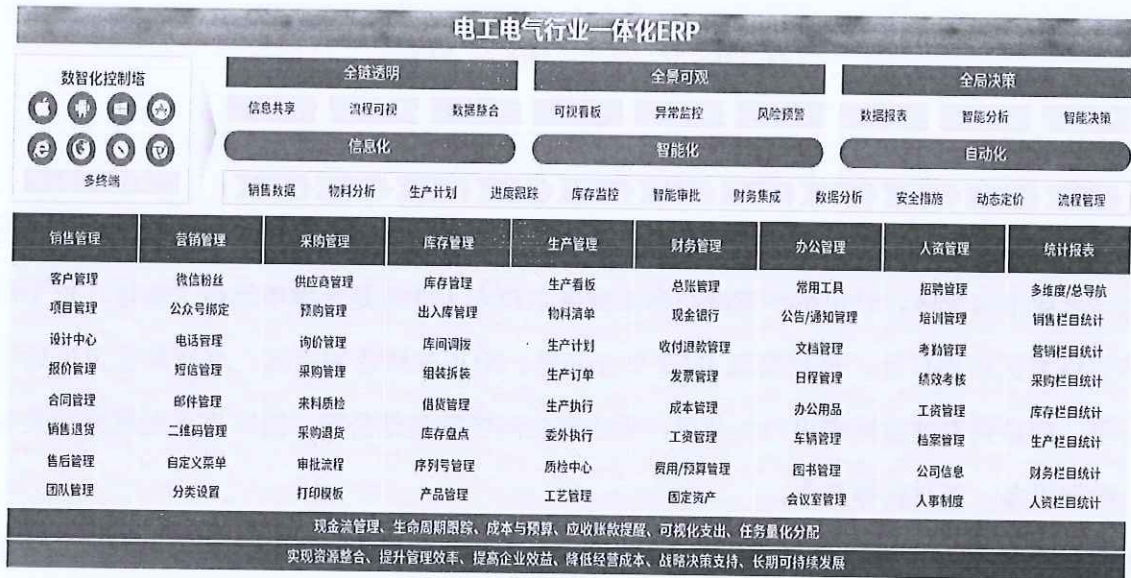 电工电气行业一体化ERP
数智化控制塔
多终端
全链透明 全景可观 全局决策
信息共享 流程可视 数据整合 可视看板 异常监控 风险预警 数据报表 智能分析 智能决策
信息化 智能化 自动化
销售数据 物料分析 生产计划 进度跟踪 库存监控 智能审批 财务集成 数据分析 安全措施 动态定价 流程管理
销售管理 营销管理 采购管理 库存管理 生产管理 财务管理 办公管理 人资管理 统计报表
客户管理 微信粉丝 供应商管理 库存管理 生产看板 总账管理 常用工具 招聘管理 多维度/总导航
项目管理 公众号绑定 预购管理 出入库管理 物料清单 现金银行 公告/通知管理 培训管理 销售栏目统计
设计中心 电话管理 询价管理 库间调拨 生产计划 收付退款管理 文档管理 考勤管理 营销栏目统计
报价管理 短信管理 采购管理 组装拆装 生产订单 发票管理 日程管理 绩效考核 采购栏目统计
合同管理 邮件管理 来料质检 借货管理 生产执行 成本管理 办公用品 工资管理 库存栏目统计
销售退货 二维码管理 采购退货 库存盘点 委外执行 工资管理 车辆管理 档案管理 生产栏目统计
售后管理 自定义菜单 审批流程 序列号管理 质检中心 费用/预算管理 图书管理 公司信息 财务栏目统计
团队管理 分类设置 打印模板 产品管理 工艺管理 固定资产 会议室管理 人事制度 人资栏目统计
现金流管理、生命周期跟踪、成本与预算、应收账款提醒、可视化支出、任务量化分配
实现资源整合、提升管理效率、提高企业效益、降低经营成本、战略决策支持、长期可持续发展